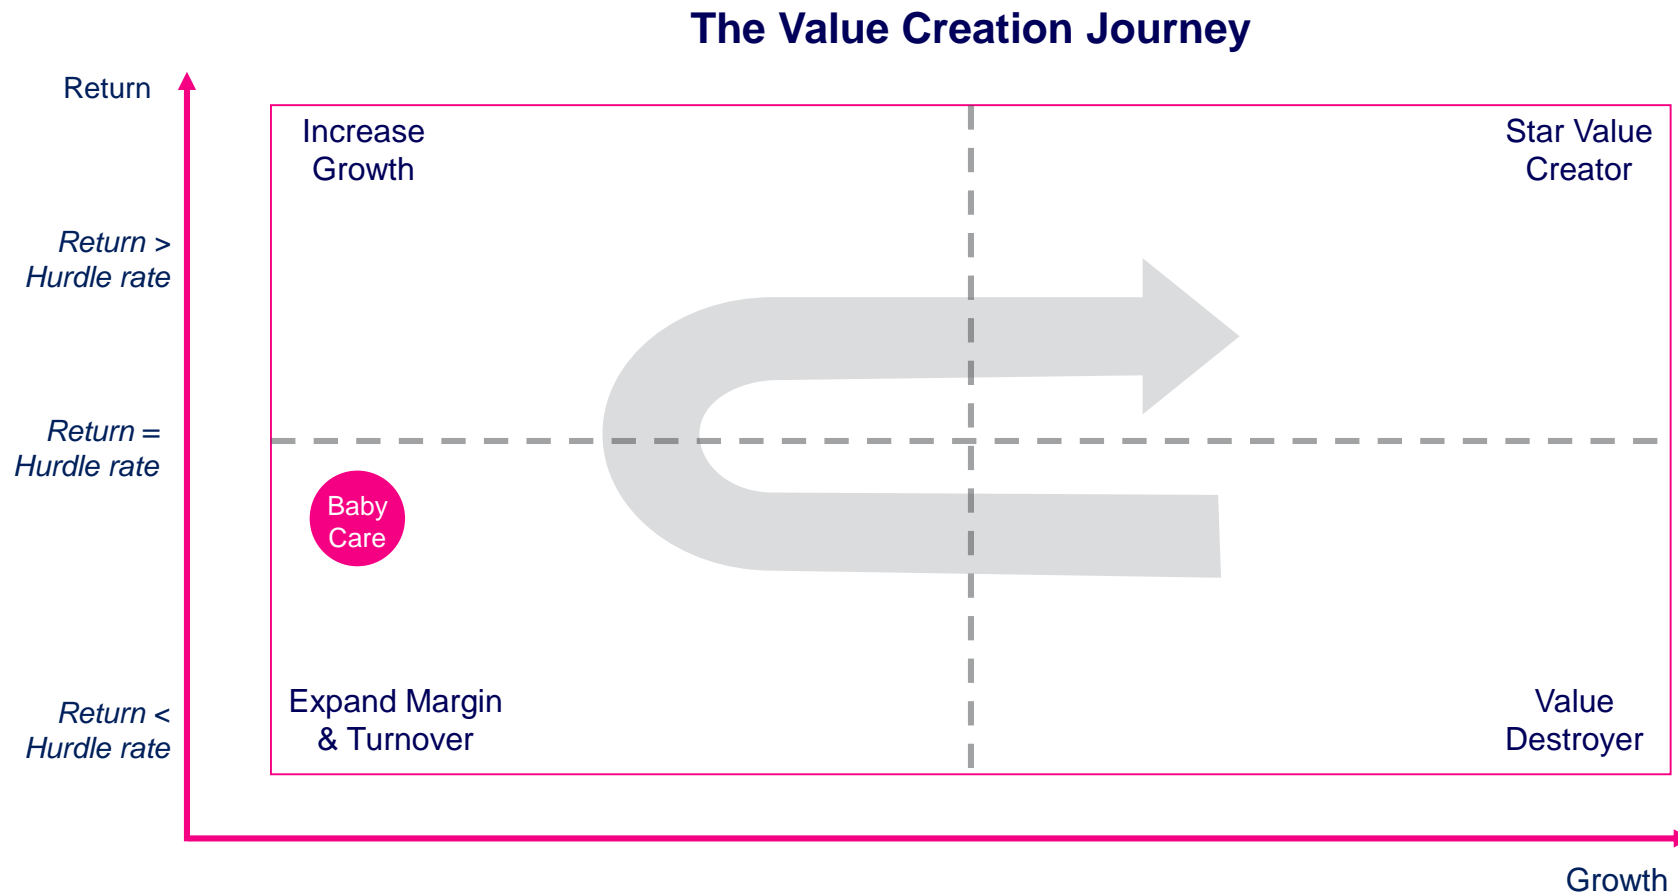 The Value Creation Journey
Return
Increase
Growth
Star Value
Creator
Return >
Hurdle rate
Return =
Hurdle rate
Baby
Care
Expand Margin
& Turnover
Value
Destroyer
Return <
Hurdle rate
Growth